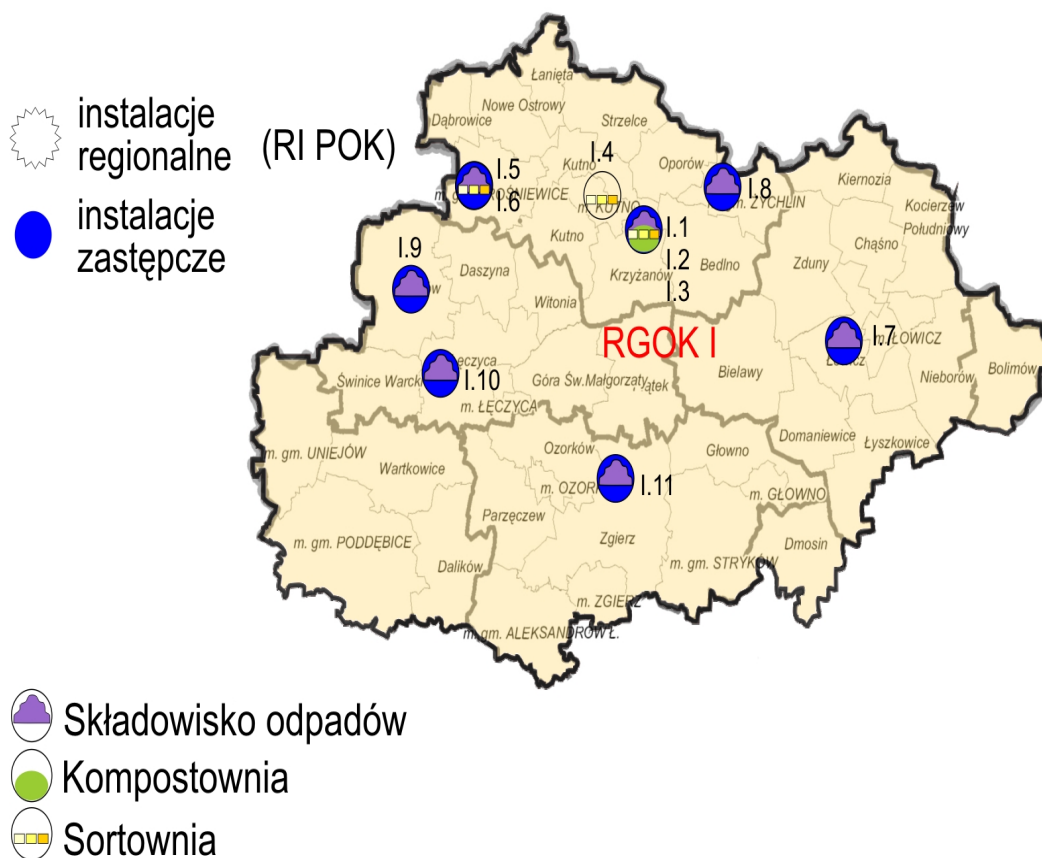 instalacje
regionalne
(RI POK)
instalacje
zastępcze
Łanięta
Nowe Ostrowy
Dąbrowice
Strzelce
Kutno
I.4
Oporów
I.5
I.6
m. KUTNO
I.8
Kiernozia
Kocierzew
Południowy
Chąśno
Zduny
I.1
I.2
I.3
Kutno
Krzyżanów
Bedlno
I.9
Daszyna
Witonia
RGOK I
I.7
Bielawy
Nieborów
Bolimów
I.10
Góra Św.Małgorzaty
m. ŁĘCZYCA
Domaniewice
Łyszkowice
m. gm. UNIEJÓW
Wartkowice
Ozorków
I.11
Głowno
m. GŁOWNO
Parzęczew
Zgierz
m. gm. PODDĘBICE
Dalików
m. gm. STRYKÓW
Dmosin
m. ZGIERZ
m. gm. ALEKSANDRÓW Ł.
Składowisko odpadów
Kompostownia
Sortownia